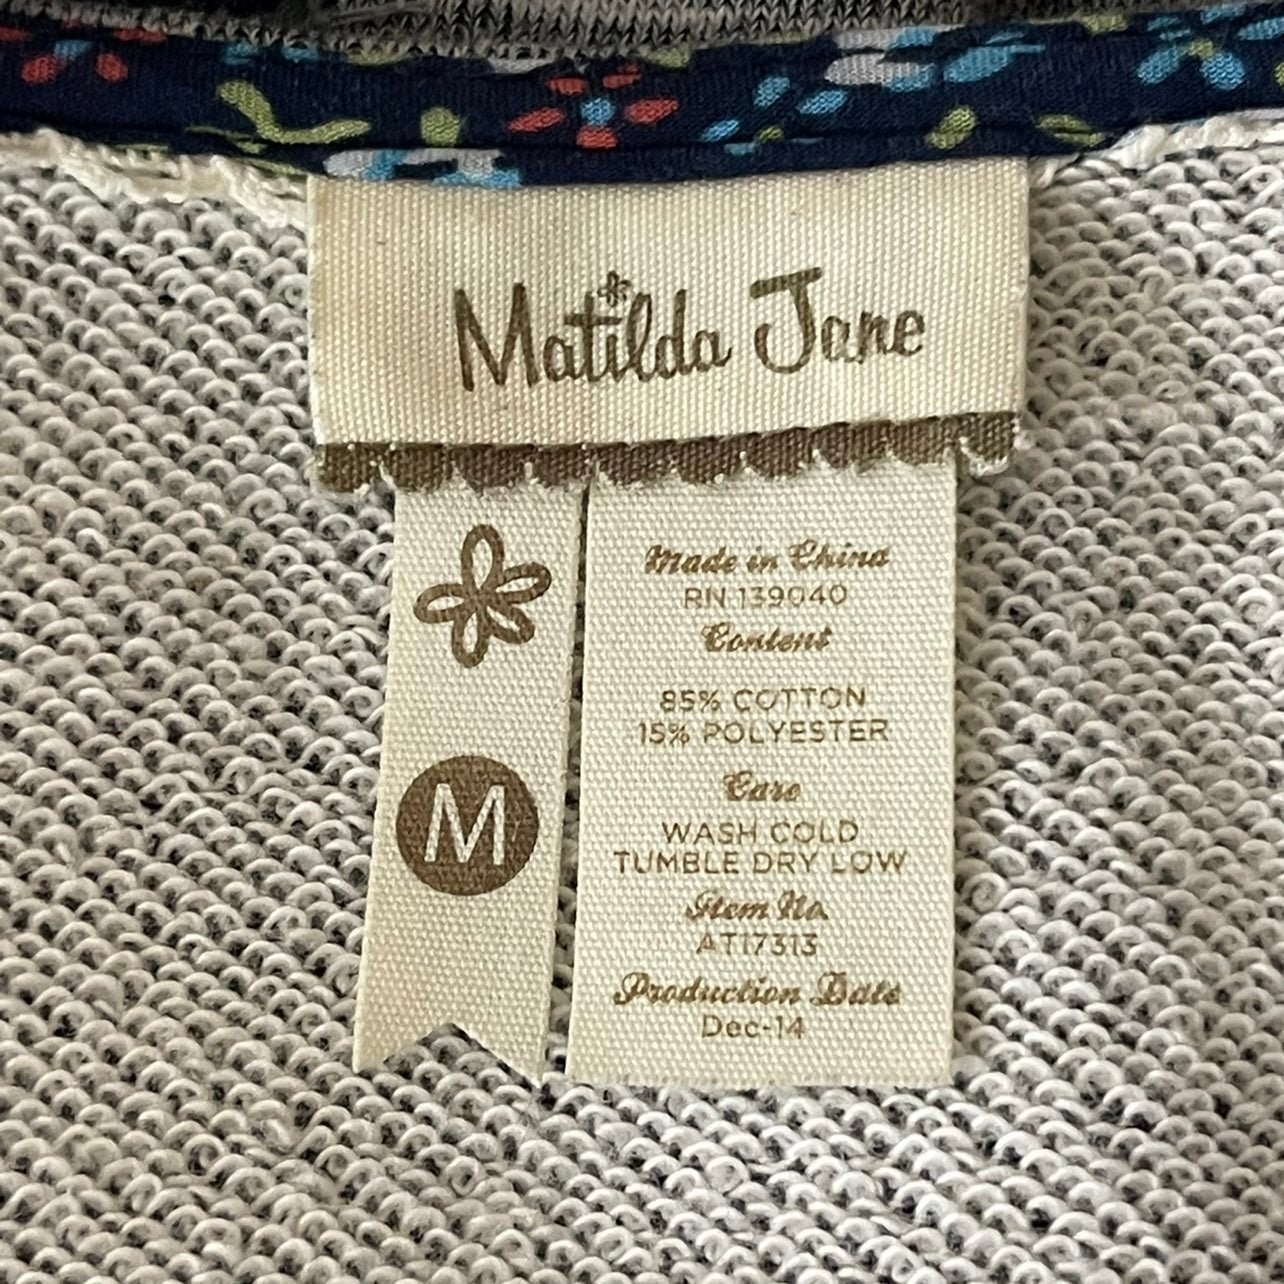 Matilda Jane
M
Made in China
RN 139040
Content
85% COTTON
15% POLYESTER
Care
WASH COLD
TUMBLE DRY LOW
Item No.
AT17313
Production Date
Dec-14